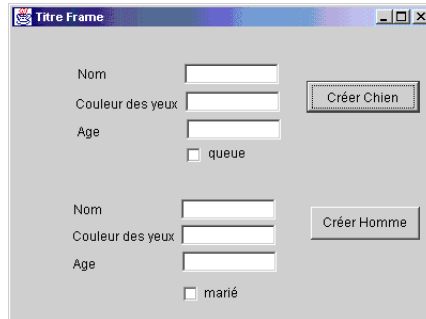 Titre Frame
Nom
Couleur des yeux
Créer Chien
Age
queue
Nom
Couleur des yeux
Créer Homme
Age
marié